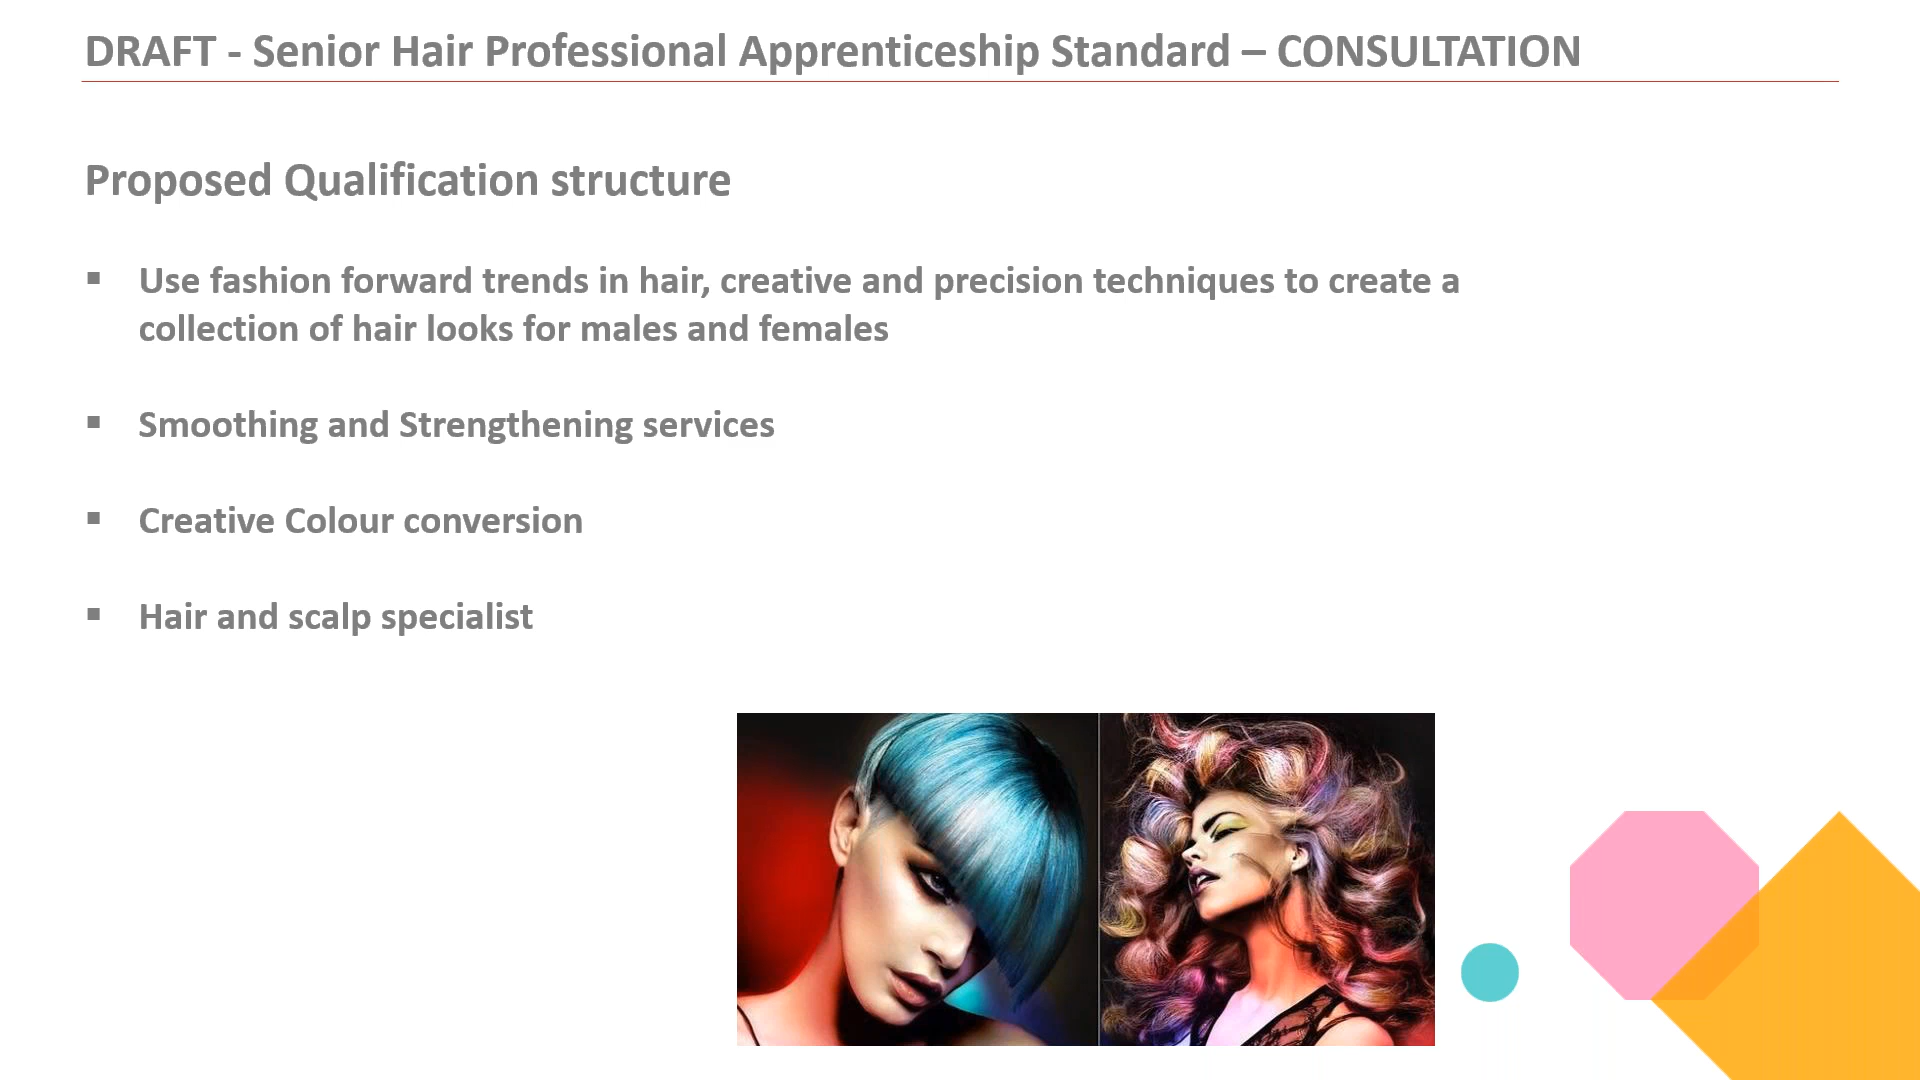 DRAFT - Senior Hair Professional Apprenticeship Standard – CONSULTATION
Proposed Qualification structure
▪ Use fashion forward trends in hair, creative and precision techniques to create a
collection of hair looks for males and females
▪ Smoothing and Strengthening services
▪ Creative Colour conversion
▪ Hair and scalp specialist